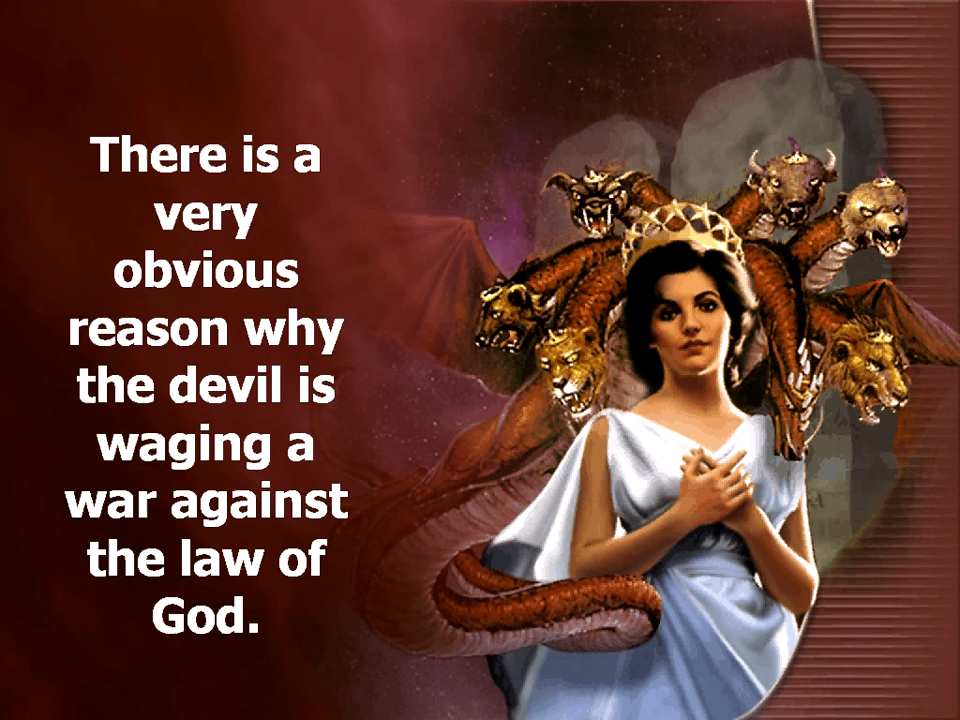 There is a
very
obvious
reason why
the devil is
waging a
war against
the law of
God.